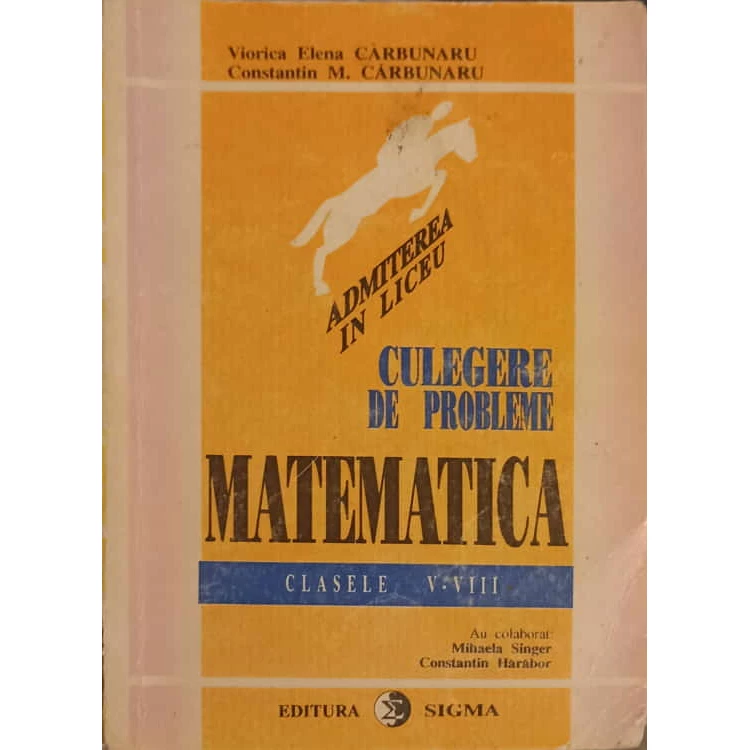 Viorica Elena CĂRBUNARU
Constantin M. CĂRBUNARU
ADMITEREA
IN LICEU
CULEGERE
DE PROBLEME
MATEMATICA
CLASELE V-VIII
Au colaborat:
Mihaela Singer
Constantin Hărăbor
EDITURA Σ SIGMA